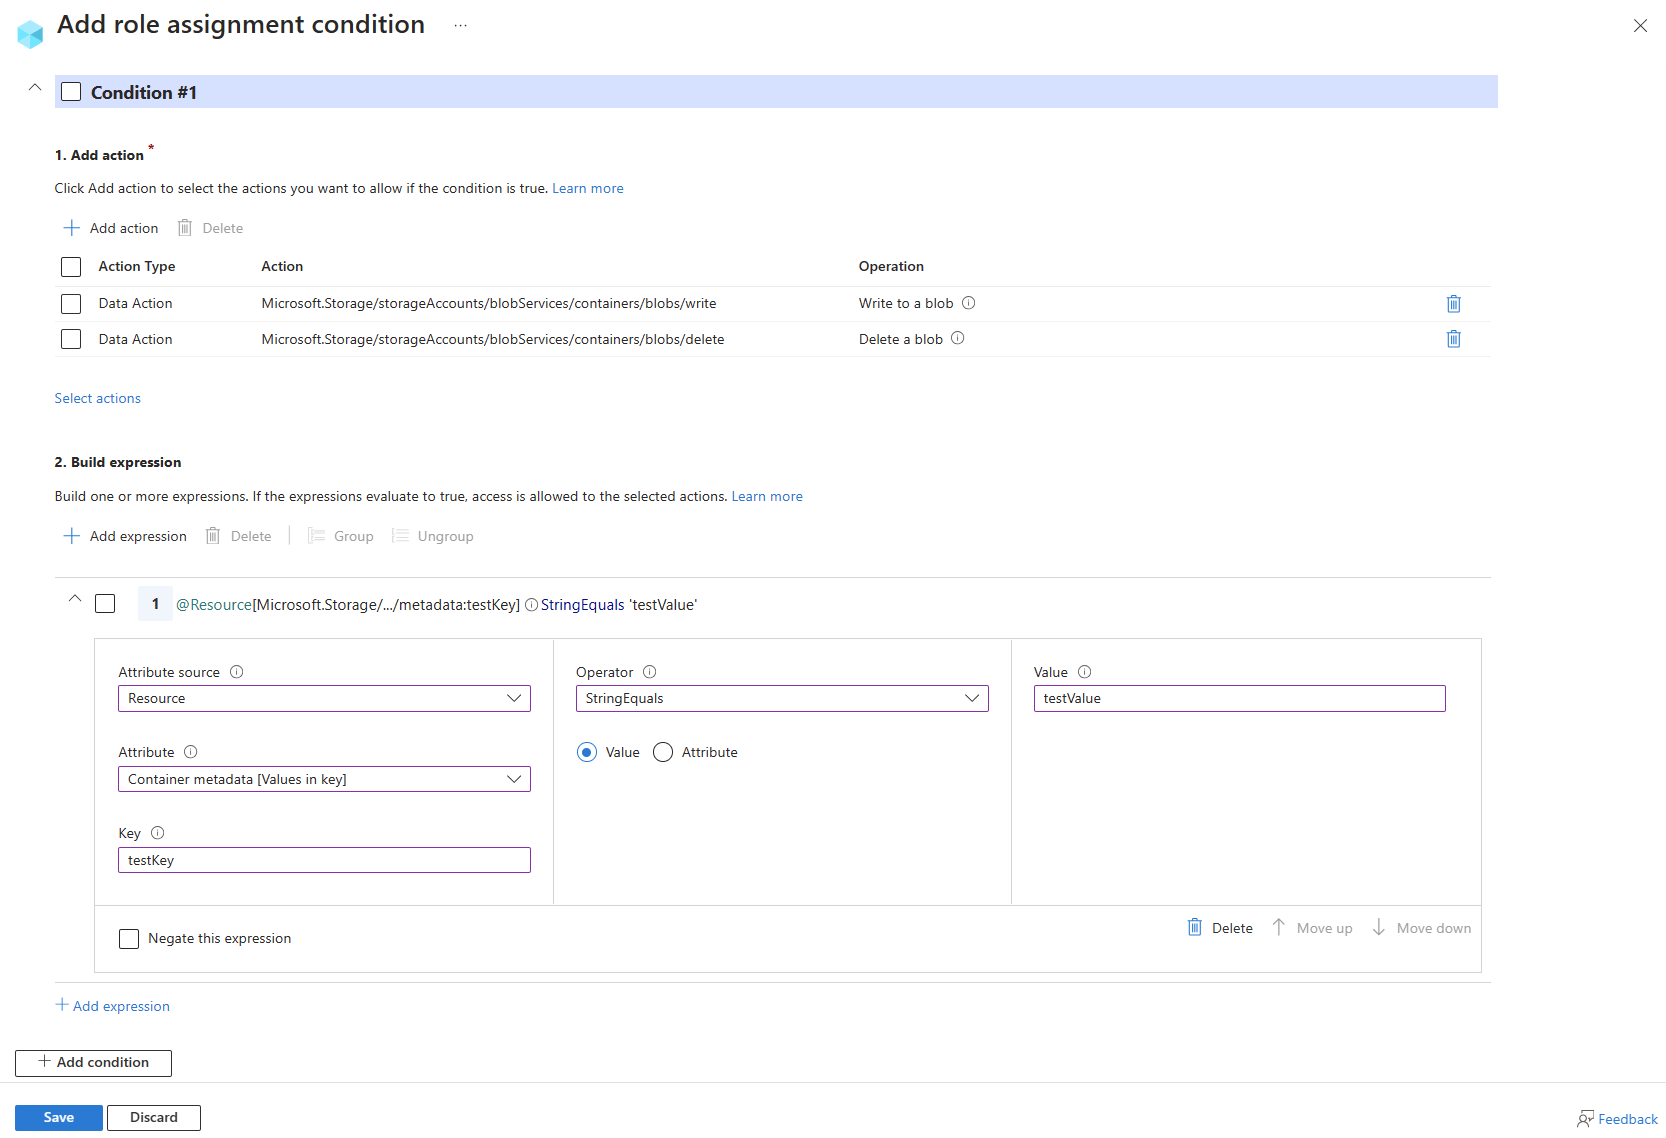 Add role assignment condition ...
Condition #1
1. Add action *
Click Add action to select the actions you want to allow if the condition is true. Learn more
Add action Delete
Action Type Action Operation
Data Action Microsoft.Storage/storageAccounts/blobServices/containers/blobs/write Write to a blob
Data Action Microsoft.Storage/storageAccounts/blobServices/containers/blobs/delete Delete a blob
Select actions
2. Build expression
Build one or more expressions. If the expressions evaluate to true, access is allowed to the selected actions. Learn more
Add expression Delete Group Ungroup
1 @Resource[Microsoft.Storage/.../metadata:testKey] StringEquals 'testValue'
Attribute source Operator Value
Resource StringEquals testValue
Attribute Value Attribute
Container metadata [Values in key]
Key
testKey
Negate this expression Delete Move up Move down
+ Add expression
+ Add condition
Save Discard Feedback